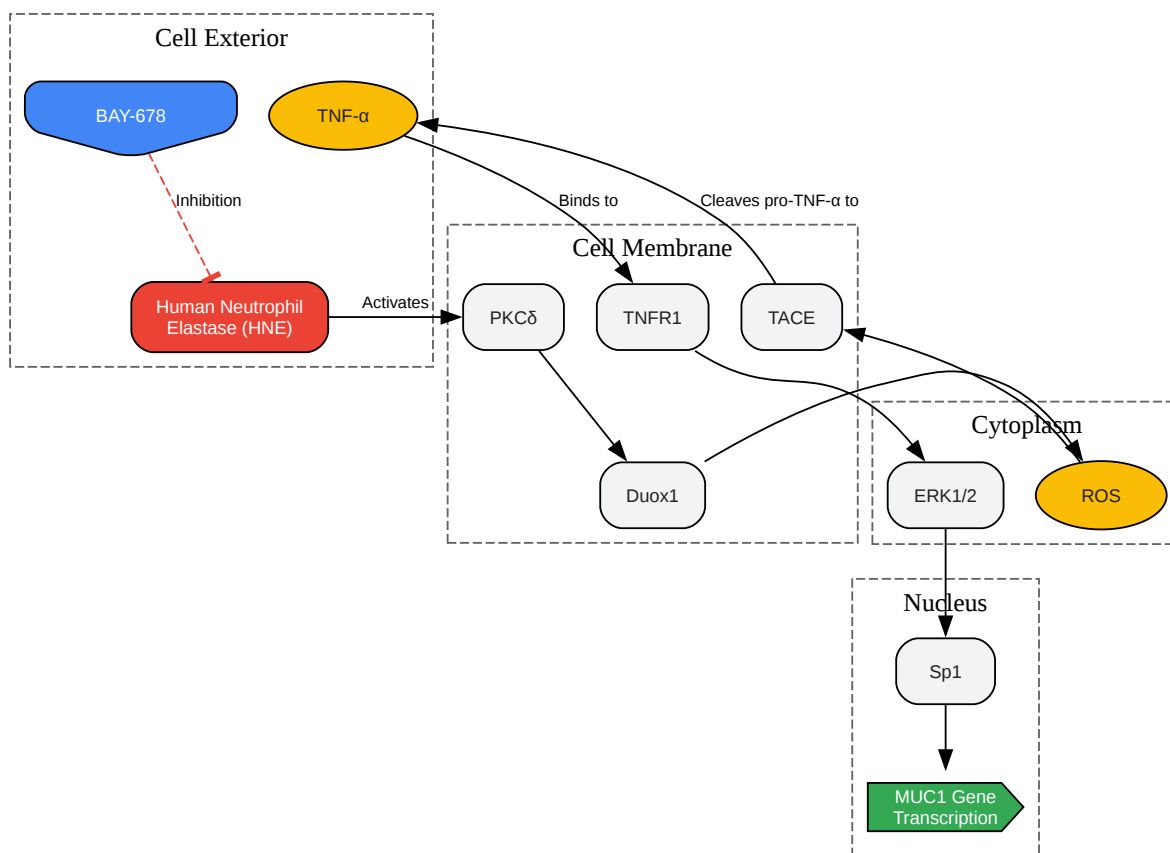 Cell Exterior
BAY-678
TNF-α
Inhibition
Binds to
Cleaves pro-TNF-α to
Cell Membrane
Human Neutrophil
Elastase (HNE)
Activates
PKCδ
TNFR1
TACE
Cytoplasm
Duox1
ERK1/2
ROS
Nucleus
Sp1
MUC1 Gene
Transcription